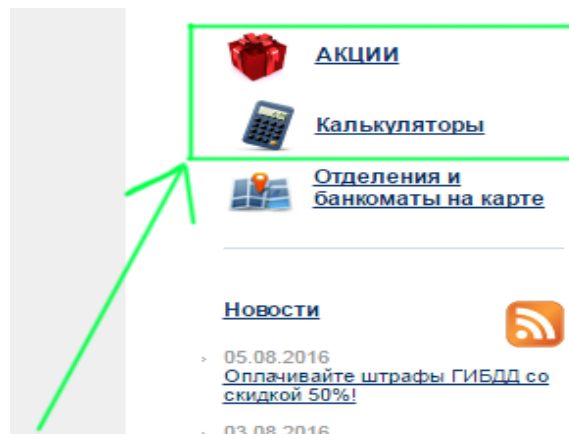 АКЦИИ
Калькуляторы
Отделения и
банкоматы на карте
Новости
05.08.2016
Оплачивайте штрафы ГИБДД со
скидкой 50%!
03.08.2016